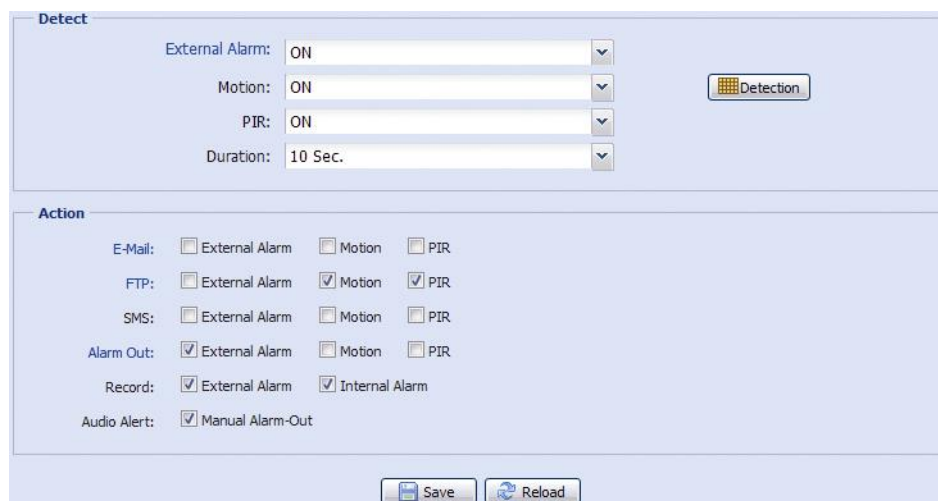 Detect
External Alarm: ON
Motion: ON Detection
PIR: ON
Duration: 10 Sec.
Action
E-Mail: External Alarm Motion PIR
FTP: External Alarm Motion PIR
SMS: External Alarm Motion PIR
Alarm Out: External Alarm Motion PIR
Record: External Alarm Internal Alarm
Audio Alert: Manual Alarm-Out
Save Reload